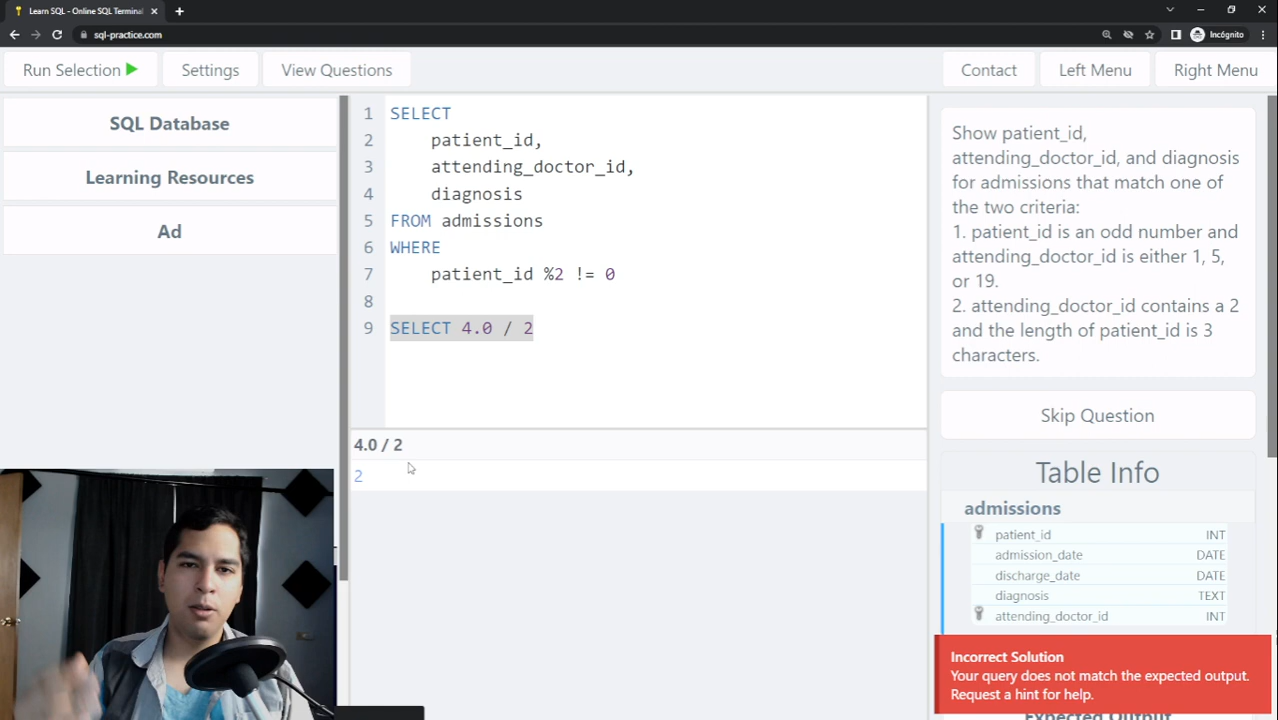 Learn SQL - Online SQL Terminal
sql-practice.com
Incógnito
Run Selection
Settings
View Questions
Contact
Left Menu
Right Menu
SQL Database
Learning Resources
Ad
1 SELECT
2 patient_id,
3 attending_doctor_id,
4 diagnosis
5 FROM admissions
6 WHERE
7 patient_id %2 != 0
8
9 SELECT 4.0 / 2
4.0 / 2
2
Show patient_id,
attending_doctor_id, and diagnosis
for admissions that match one of
the two criteria:
1. patient_id is an odd number and
attending_doctor_id is either 1, 5,
or 19.
2. attending_doctor_id contains a 2
and the length of patient_id is 3
characters.
Skip Question
Table Info
admissions
patient_id INT
admission_date DATE
discharge_date DATE
diagnosis TEXT
attending_doctor_id INT
Incorrect Solution
Your query does not match the expected output.
Request a hint for help.
Expected Output